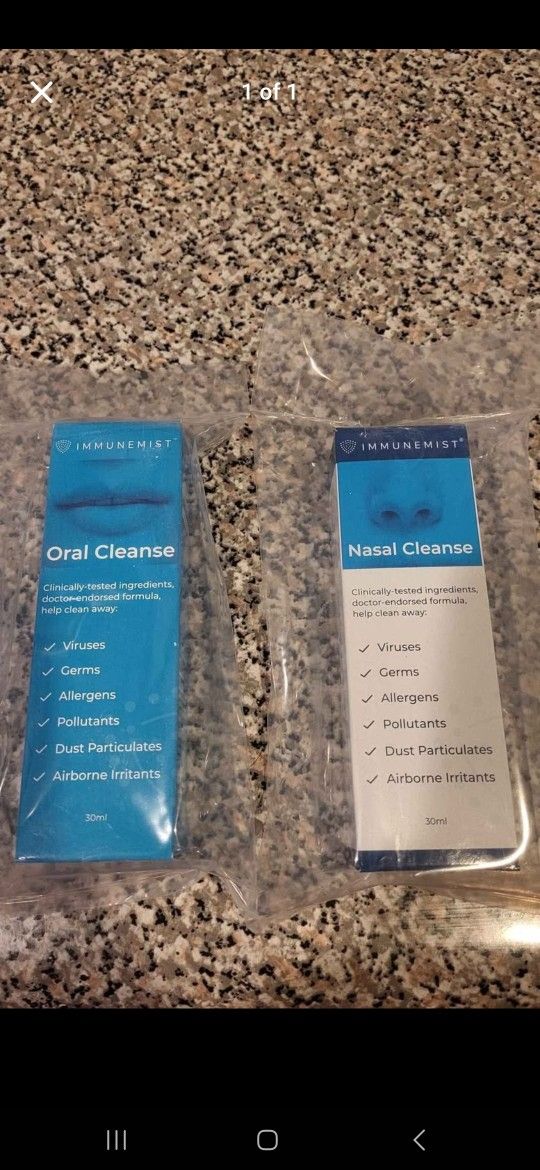 1 of 1
IMMUNEMIST
Oral Cleanse
Clinically-tested ingredients,
doctor-endorsed formula,
help clean away:
✓ Viruses
✓ Germs
✓ Allergens
✓ Pollutants
✓ Dust Particulates
✓ Airborne Irritants
30ml
IMMUNEMIST®
Nasal Cleanse
Clinically-tested ingredients,
doctor-endorsed formula,
help clean away:
✓ Viruses
✓ Germs
✓ Allergens
✓ Pollutants
✓ Dust Particulates
✓ Airborne Irritants
30ml